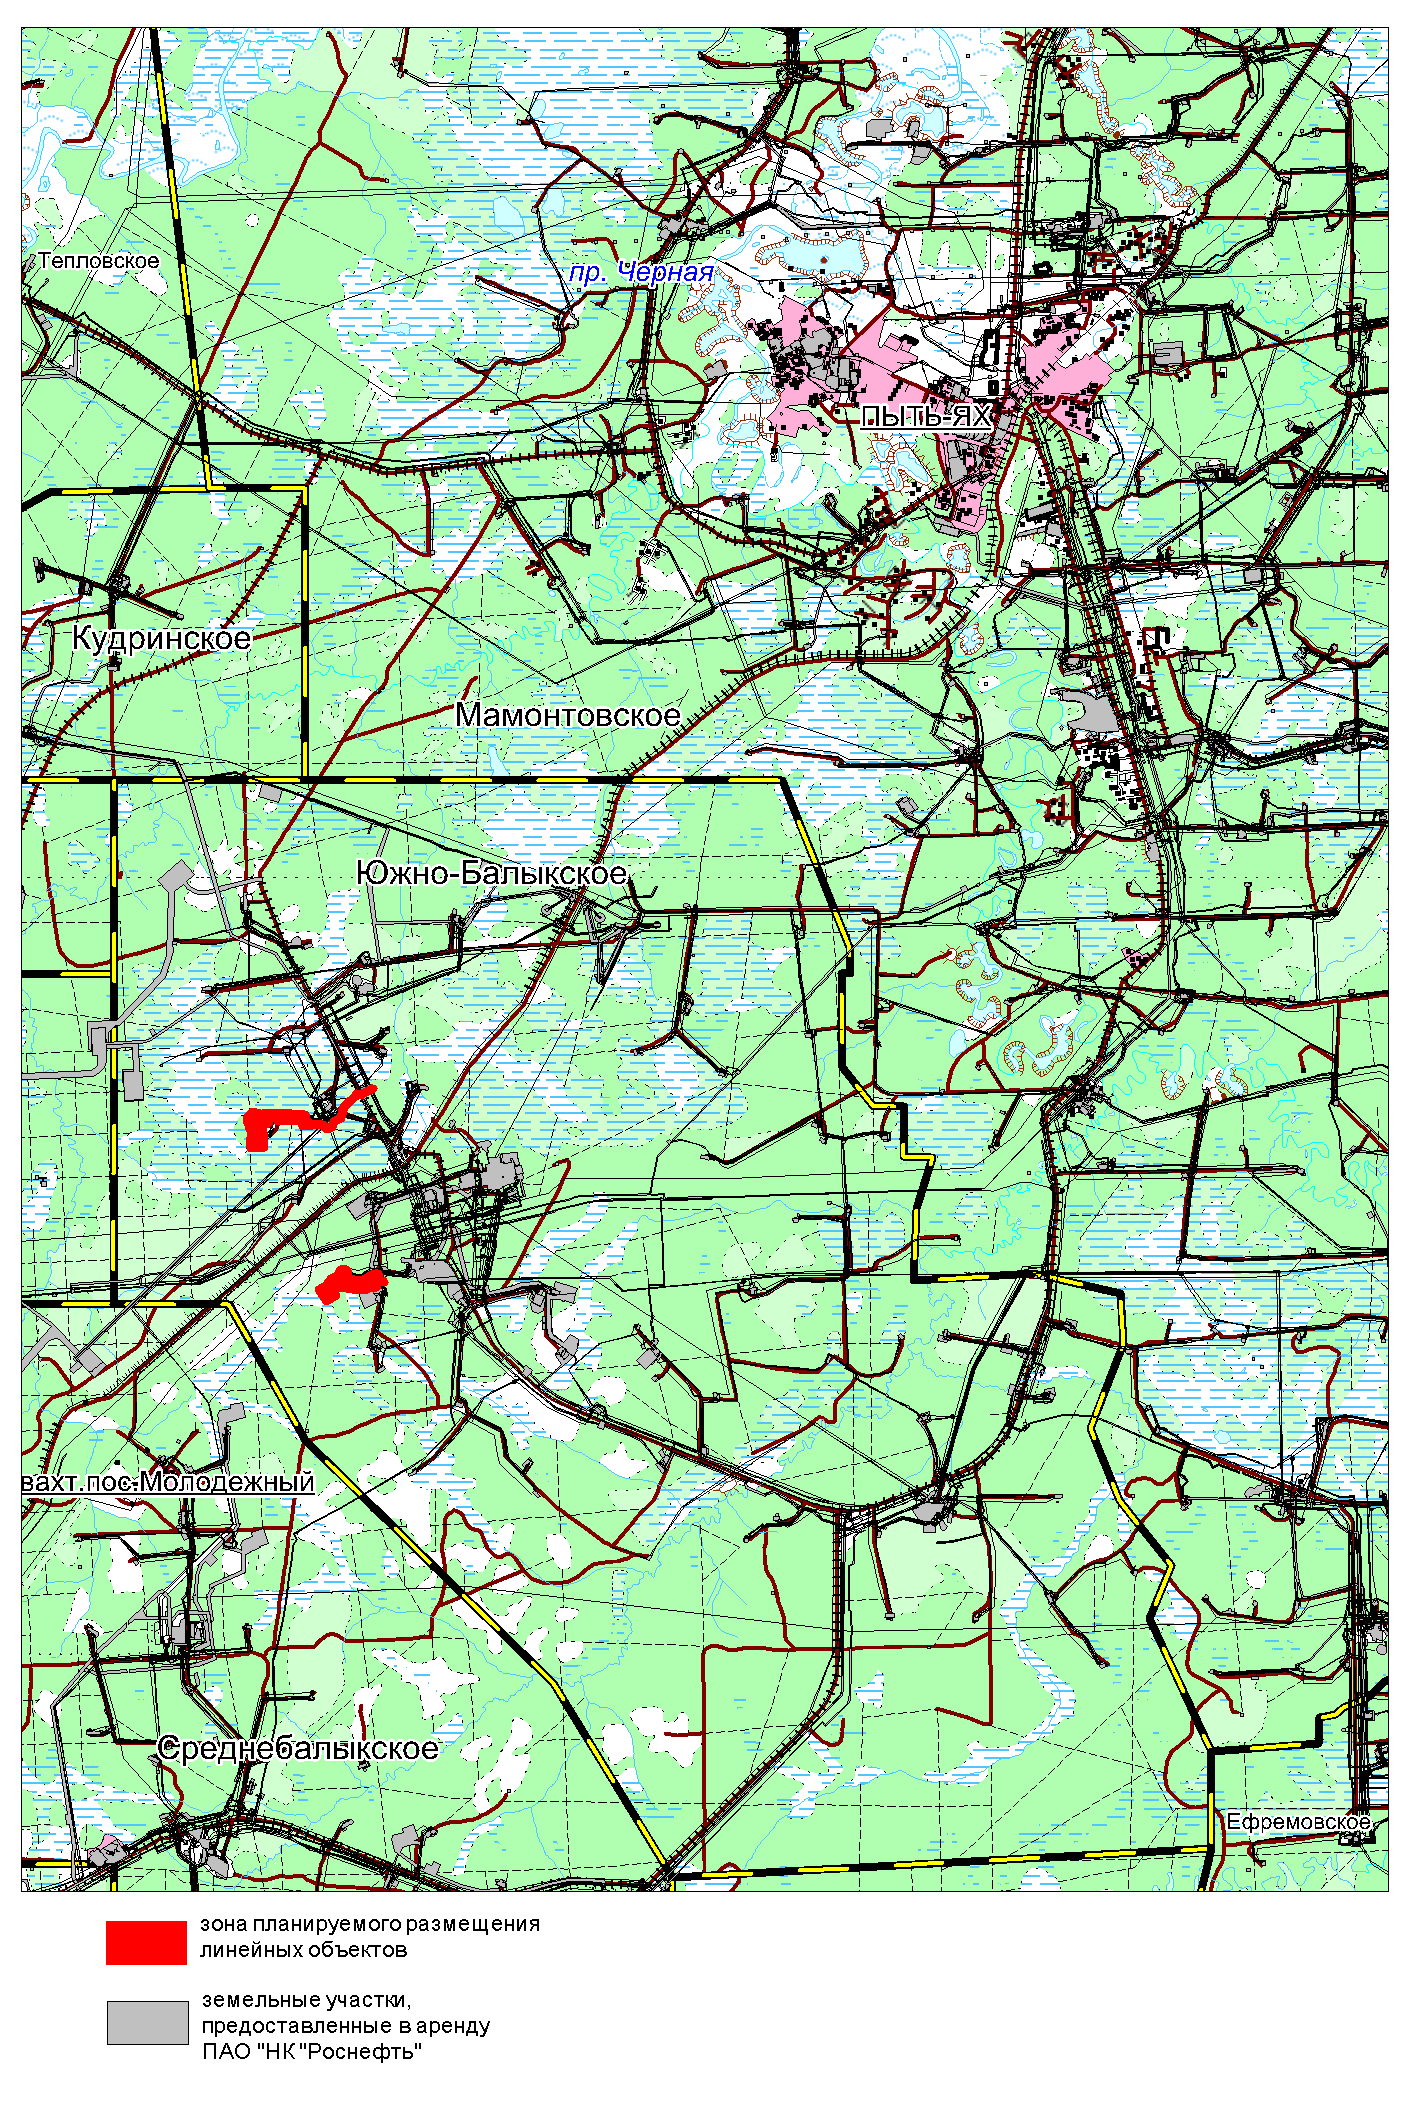 Тепловское
пр. Черная
ПЫТЬ-ЯХ
Кудринское
Мамонтовское
Южно-Балыкское
вахт.пос.Молодежный
Среднебалыкское
Ефремовское
зона планируемого размещения
линейных объектов
земельные участки,
предоставленные в аренду
ПАО "НК "Роснефть"